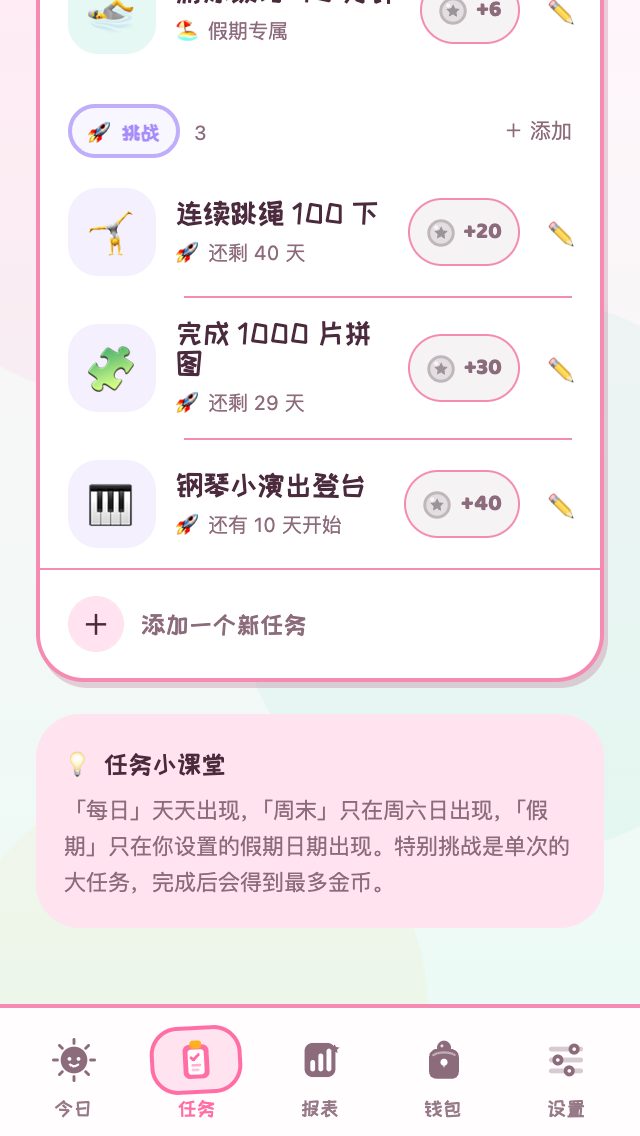 +6
假期专属
挑战 3 + 添加
连续跳绳 100 下
还剩 40 天
+20
完成 1000 片拼
图
还剩 29 天
+30
钢琴小演出登台
还有 10 天开始
+40
+ 添加一个新任务
任务小课堂
「每日」天天出现，「周末」只在周六日出现，「假
期」只在你设置的假期日期出现。特别挑战是单次的
大任务，完成后会得到最多金币。
今日 任务 报表 钱包 设置